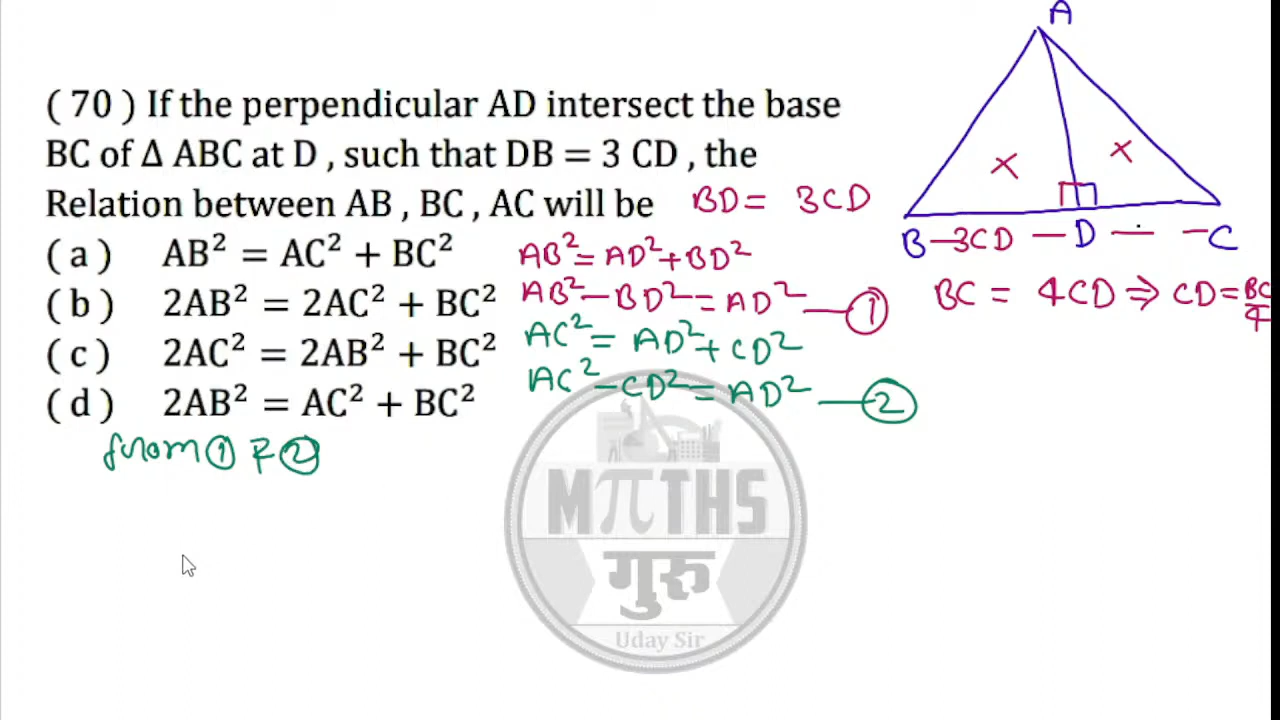 ( 70 ) If the perpendicular AD intersect the base
BC of Δ ABC at D , such that DB = 3 CD , the
Relation between AB , BC , AC will be
BD = 3CD
( a ) AB² = AC² + BC²
( b ) 2AB² = 2AC² + BC²
( c ) 2AC² = 2AB² + BC²
( d ) 2AB² = AC² + BC²
AB² = AD² + BD²
AB² − BD² = AD² — ①
AC² = AD² + CD²
AC² − CD² = AD² — ②
from ① & ②
A
× ×
B − 3CD − D − − C
BC = 4CD ⇒ CD = BC/4
MπTHS
गुरु
Uday Sir